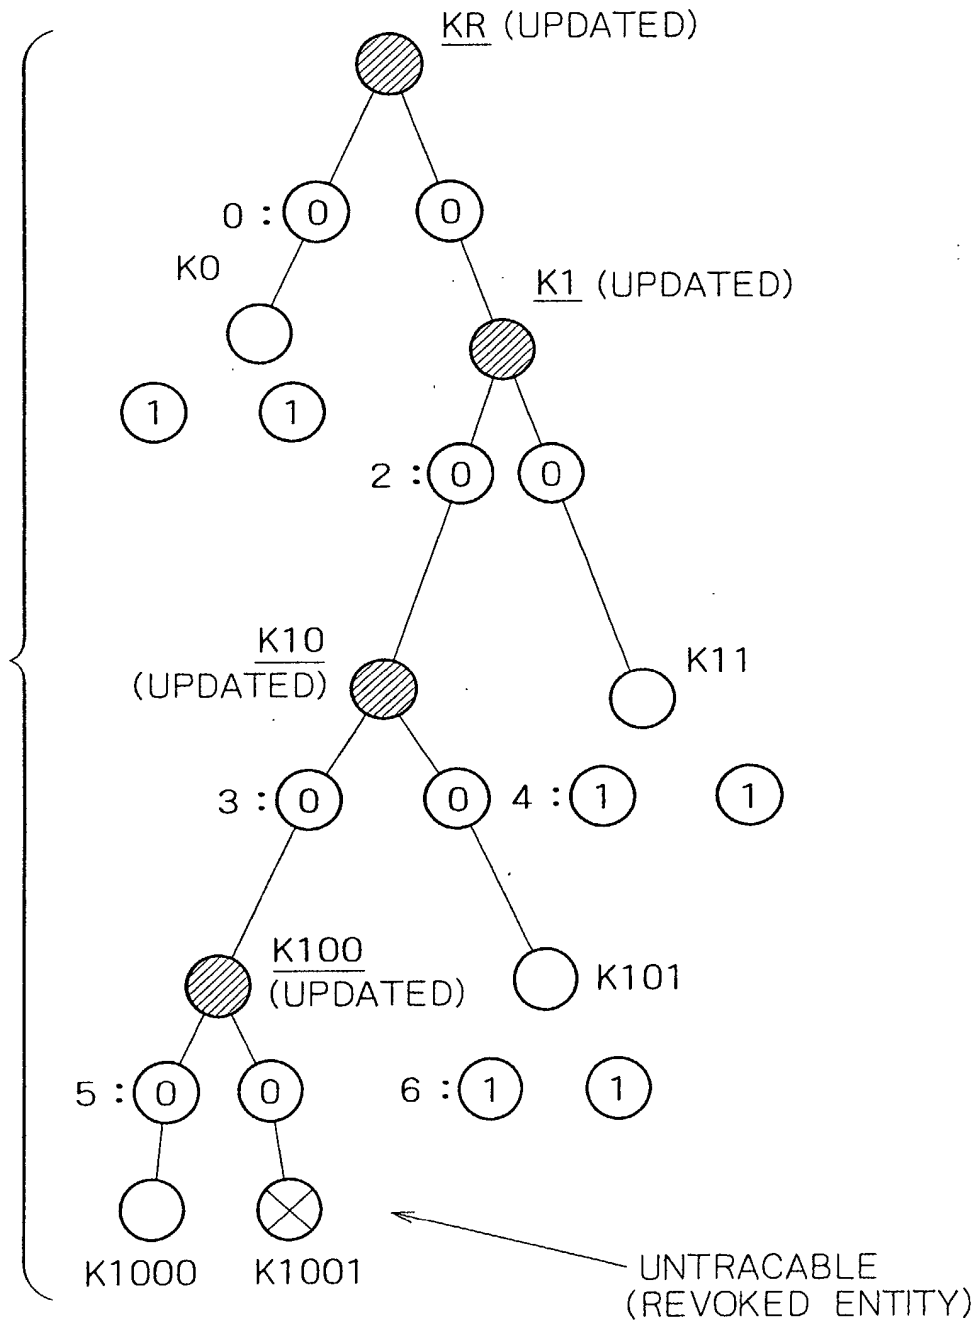 KR (UPDATED)
0 : 0 0
K0
K1 (UPDATED)
1 1
2 : 0 0
K10
(UPDATED)
K11
3 : 0 0 4 : 1 1
K100
(UPDATED)
K101
5 : 0 0 6 : 1 1
K1000 K1001
UNTRACABLE
(REVOKED ENTITY)